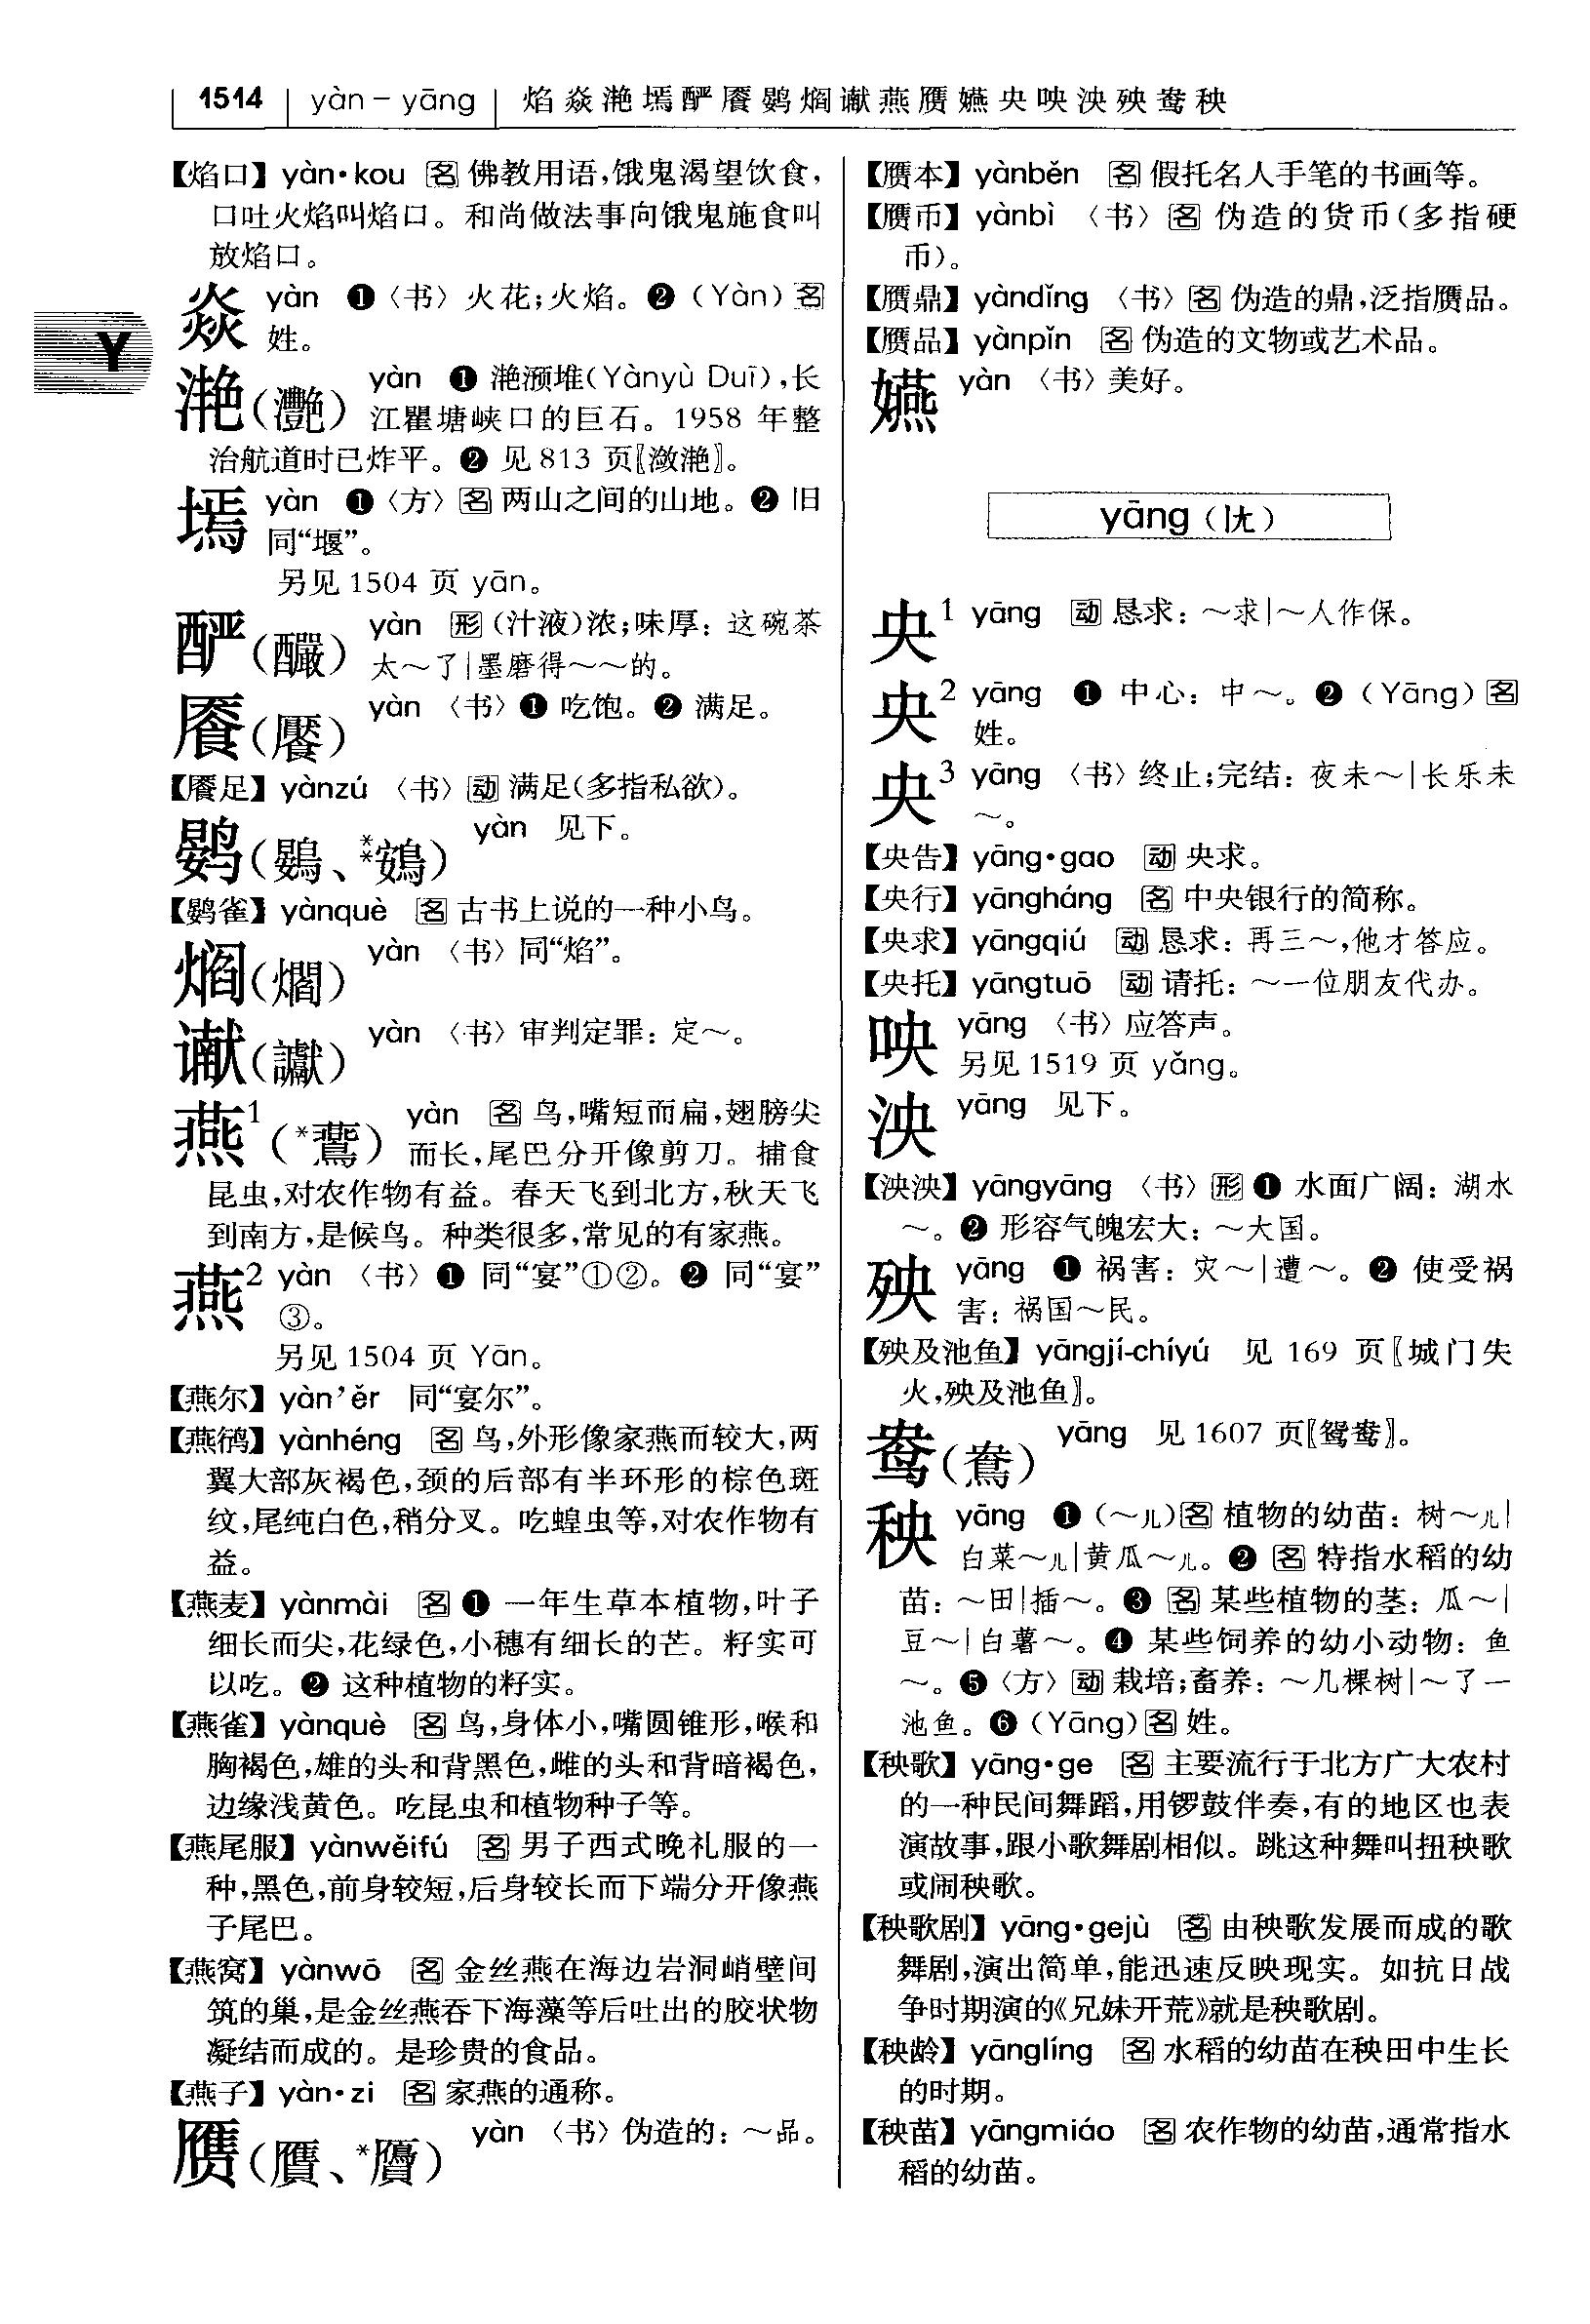 1514 yàn－yāng 焰焱滟墕酽餍鷃爓谳燕赝嬿央咉泱殃鸯秧
【焰口】yàn·kou 名 佛教用语，饿鬼渴望饮食，
口吐火焰叫焰口。和尚做法事向饿鬼施食叫
放焰口。
焱 yàn ❶〈书〉火花；火焰。❷（Yàn）名
姓。
Y
滟（灔） yàn ❶ 滟滪堆（Yànyù Duī），长
江瞿塘峡口的巨石。1958 年整
治航道时已炸平。❷ 见 813 页〖潋滟〗。
墕 yàn ❶〈方〉名 两山之间的山地。❷ 旧
同“堰”。
另见 1504 页 yān。
酽（釅） yàn 形（汁液）浓；味厚：这碗茶
太～了|墨磨得～～的。
餍（饜） yàn 〈书〉❶ 吃饱。❷ 满足。
【餍足】yànzú 〈书〉动 满足（多指私欲）。
鷃（鷃、**鴳） yàn 见下。
【鷃雀】yànquè 名 古书上说的一种小鸟。
爓（爓） yàn 〈书〉同“焰”。
谳（讞） yàn 〈书〉审判定罪：定～。
燕1（*鷰） yàn 名 鸟，嘴短而扁，翅膀尖
而长，尾巴分开像剪刀。捕食
昆虫，对农作物有益。春天飞到北方，秋天飞
到南方，是候鸟。种类很多，常见的有家燕。
燕2 yàn 〈书〉❶ 同“宴”①②。❷ 同“宴”
③。
另见 1504 页 Yān。
【燕尔】yàn’ěr 同“宴尔”。
【燕鸻】yànhéng 名 鸟，外形像家燕而较大，两
翼大部灰褐色，颈的后部有半环形的棕色斑
纹，尾纯白色，稍分叉。吃蝗虫等，对农作物有
益。
【燕麦】yànmài 名 ❶ 一年生草本植物，叶子
细长而尖，花绿色，小穗有细长的芒。籽实可
以吃。❷ 这种植物的籽实。
【燕雀】yànquè 名 鸟，身体小，嘴圆锥形，喉和
胸褐色，雄的头和背黑色，雌的头和背暗褐色，
边缘浅黄色。吃昆虫和植物种子等。
【燕尾服】yànwěifú 名 男子西式晚礼服的一
种，黑色，前身较短，后身较长而下端分开像燕
子尾巴。
【燕窝】yànwō 名 金丝燕在海边岩洞峭壁间
筑的巢，是金丝燕吞下海藻等后吐出的胶状物
凝结而成的。是珍贵的食品。
【燕子】yàn·zi 名 家燕的通称。
赝（贋、*贗） yàn 〈书〉伪造的：～品。
【赝本】yànběn 名 假托名人手笔的书画等。
【赝币】yànbì 〈书〉名 伪造的货币（多指硬
币）。
【赝鼎】yàndǐng 〈书〉名 伪造的鼎，泛指赝品。
【赝品】yànpǐn 名 伪造的文物或艺术品。
嬿 yàn 〈书〉美好。
yāng（ㄧㄤ）
央1 yāng 动 恳求：～求|～人作保。
央2 yāng ❶ 中心：中～。❷（Yāng）名
姓。
央3 yāng 〈书〉终止；完结：夜未～|长乐未
～。
【央告】yāng·gao 动 央求。
【央行】yāngháng 名 中央银行的简称。
【央求】yāngqiú 动 恳求：再三～，他才答应。
【央托】yāngtuō 动 请托：～一位朋友代办。
咉 yāng 〈书〉应答声。
另见 1519 页 yǎng。
泱 yāng 见下。
【泱泱】yāngyāng 〈书〉形 ❶ 水面广阔：湖水
～。❷ 形容气魄宏大：～大国。
殃 yāng ❶ 祸害：灾～|遭～。❷ 使受祸
害：祸国～民。
【殃及池鱼】yāngjí-chíyú 见 169 页〖城门失
火，殃及池鱼〗。
鸯（鴦） yāng 见 1607 页〖鸳鸯〗。
秧 yāng ❶（～儿）名 植物的幼苗：树～儿|
白菜～儿|黄瓜～儿。❷ 名 特指水稻的幼
苗：～田|插～。❸ 名 某些植物的茎：瓜～|
豆～|白薯～。❹ 某些饲养的幼小动物：鱼
～。❺〈方〉动 栽培；畜养：～几棵树|～了一
池鱼。❻（Yāng）名 姓。
【秧歌】yāng·ge 名 主要流行于北方广大农村
的一种民间舞蹈，用锣鼓伴奏，有的地区也表
演故事，跟小歌舞剧相似。跳这种舞叫扭秧歌
或闹秧歌。
【秧歌剧】yāng·gejù 名 由秧歌发展而成的歌
舞剧，演出简单，能迅速反映现实。如抗日战
争时期演的《兄妹开荒》就是秧歌剧。
【秧龄】yānglíng 名 水稻的幼苗在秧田中生长
的时期。
【秧苗】yāngmiáo 名 农作物的幼苗，通常指水
稻的幼苗。